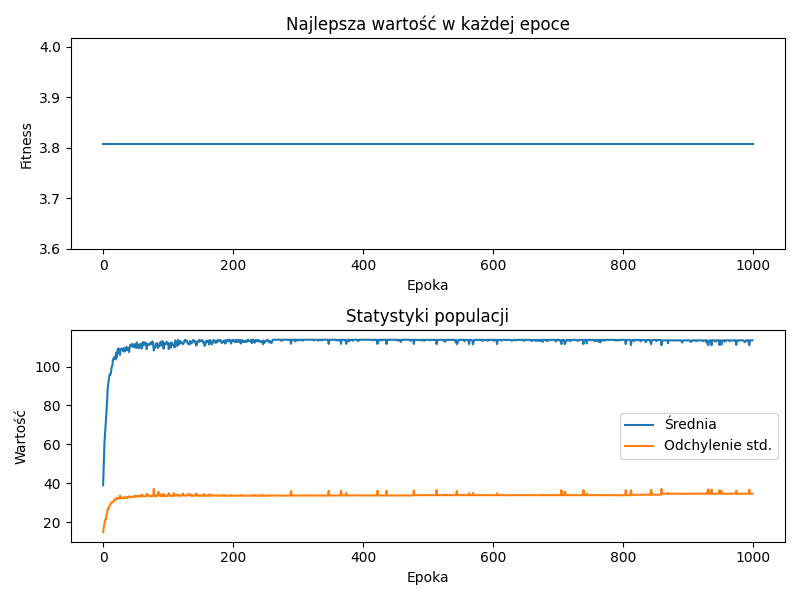 Najlepsza wartość w każdej epoce
4.0
3.9
3.8
3.7
3.6
Fitness
0 200 400 600 800 1000
Epoka
Statystyki populacji
100
80
60
40
20
Wartość
Średnia
Odchylenie std.
0 200 400 600 800 1000
Epoka